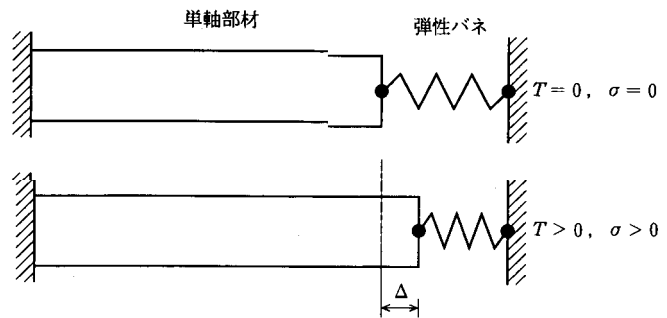 単軸部材
弾性バネ
T = 0 , σ = 0
T > 0 , σ > 0
Δ